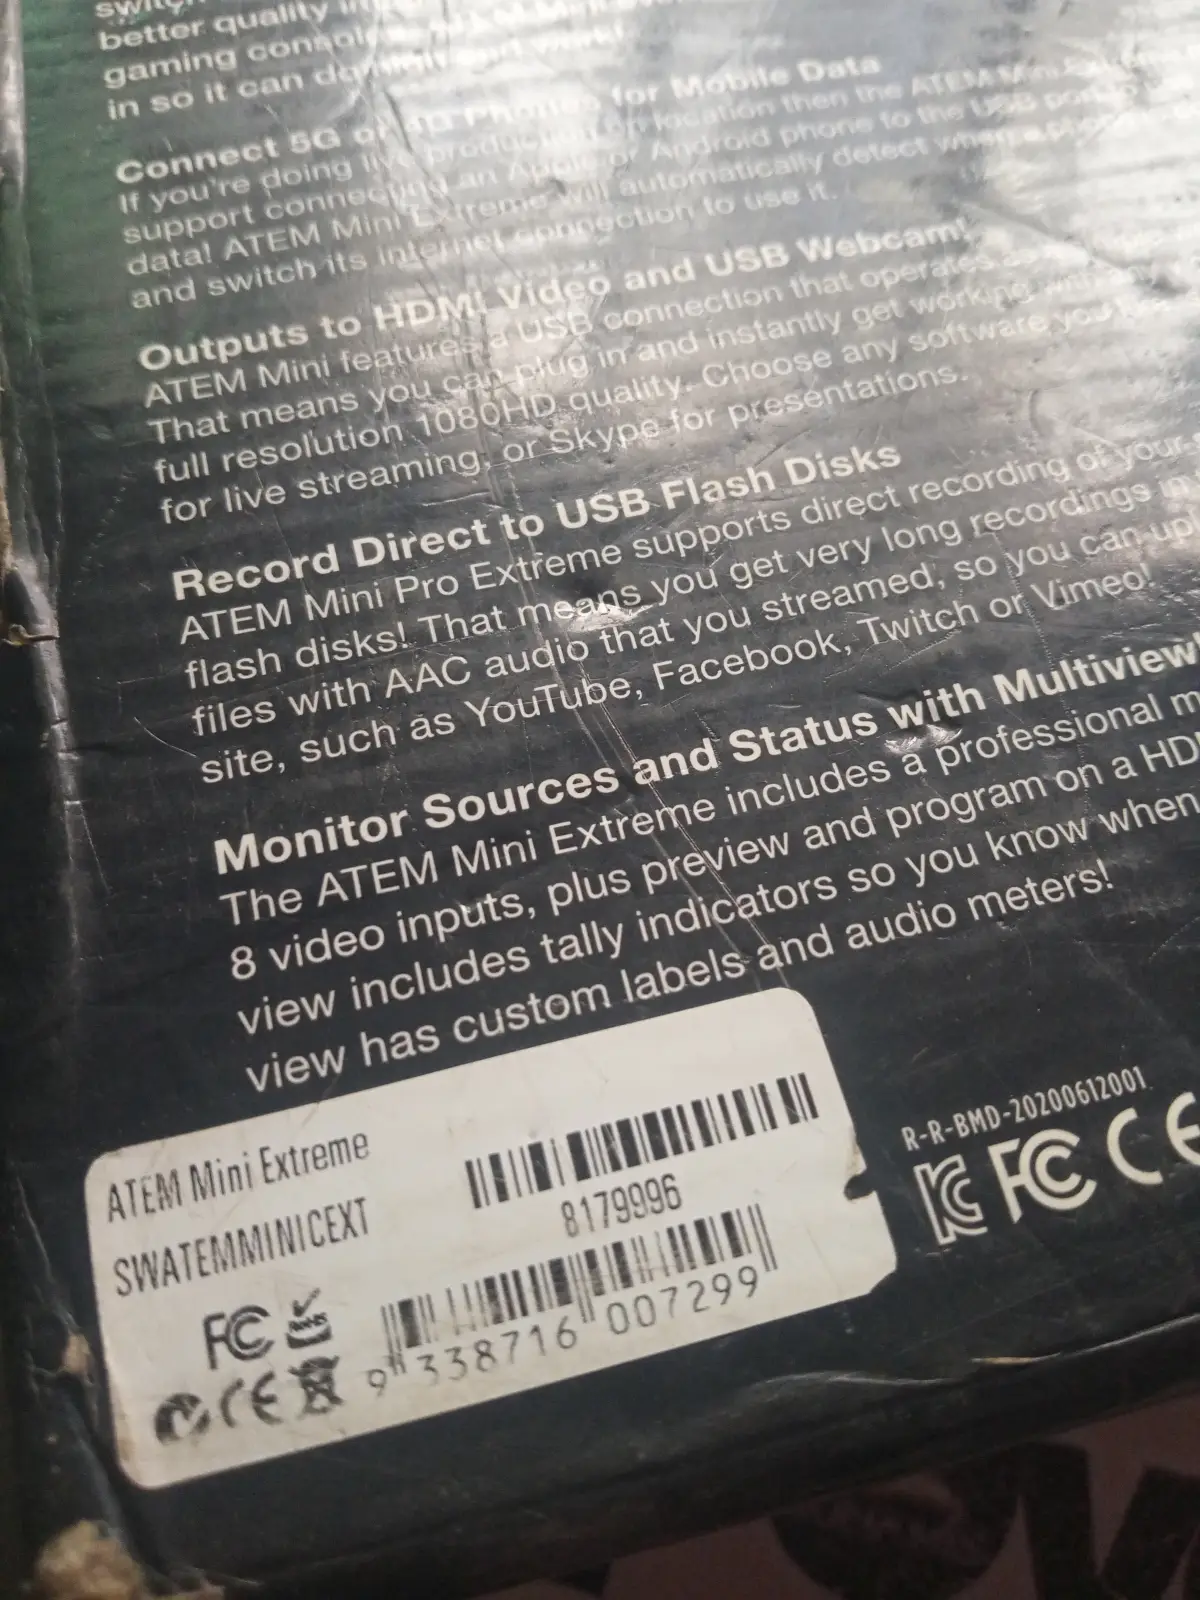 better quality
gaming
in so it can
Connect 5G or 4G Phones for Mobile Data
If you're doing live production on location then the ATEM Mini
support connecting an Apple or Android phone to the USB port
data! ATEM Mini Extreme will automatically detect when a
and switch its internet connection to use it.
Outputs to HDMI Video and USB Webcam!
ATEM Mini features a USB connection that operates
That means you can plug in and instantly get working
full resolution 1080HD quality. Choose any software you
for live streaming, or Skype for presentations.
Record Direct to USB Flash Disks
ATEM Mini Pro Extreme supports direct recording of your
flash disks! That means you get very long recordings in
files with AAC audio that you streamed, so you can
site, such as YouTube, Facebook, Twitch or Vimeo!
Monitor Sources and Status with Multiview
The ATEM Mini Extreme includes a professional
8 video inputs, plus preview and program on a
view includes tally indicators so you know when
view has custom labels and audio meters!
ATEM Mini Extreme
SWATEMMINICEXT
8179996
FC RoHS
CE
9 338716 007299
R-R-BMD-20200612001
FC CE